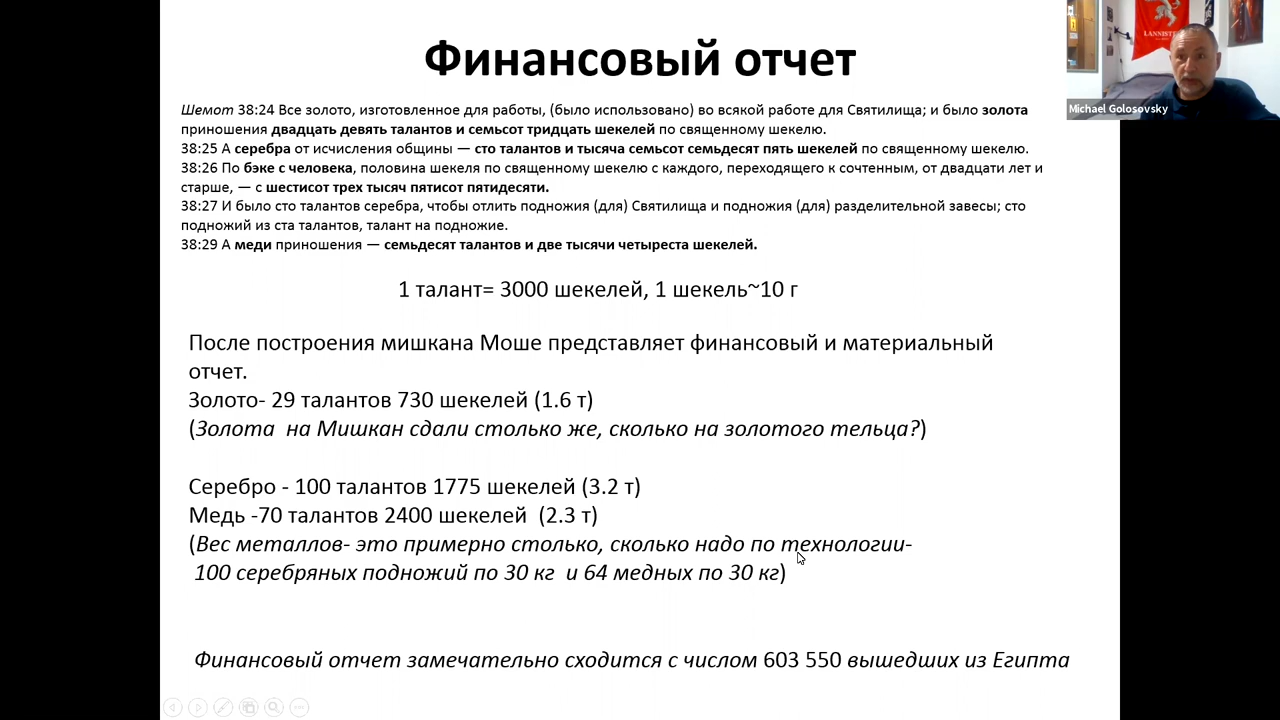 Финансовый отчет
LANNISTER
Michael Golosovsky
Шемот 38:24 Все золото, изготовленное для работы, (было использовано) во всякой работе для Святилища; и было золота
приношения двадцать девять талантов и семьсот тридцать шекелей по священному шекелю.
38:25 А серебра от исчисления общины — сто талантов и тысяча семьсот семьдесят пять шекелей по священному шекелю.
38:26 По бэке с человека, половина шекеля по священному шекелю с каждого, переходящего к сочтенным, от двадцати лет и
старше, — с шестисот трех тысяч пятисот пятидесяти.
38:27 И было сто талантов серебра, чтобы отлить подножия (для) Святилища и подножия (для) разделительной завесы; сто
подножий из ста талантов, талант на подножие.
38:29 А меди приношения — семьдесят талантов и две тысячи четыреста шекелей.
1 талант= 3000 шекелей, 1 шекель~10 г
После построения мишкана Моше представляет финансовый и материальный
отчет.
Золото- 29 талантов 730 шекелей (1.6 т)
(Золота на Мишкан сдали столько же, сколько на золотого тельца?)
Серебро - 100 талантов 1775 шекелей (3.2 т)
Медь -70 талантов 2400 шекелей (2.3 т)
(Вес металлов- это примерно столько, сколько надо по технологии-
100 серебряных подножий по 30 кг и 64 медных по 30 кг)
Финансовый отчет замечательно сходится с числом 603 550 вышедших из Египта